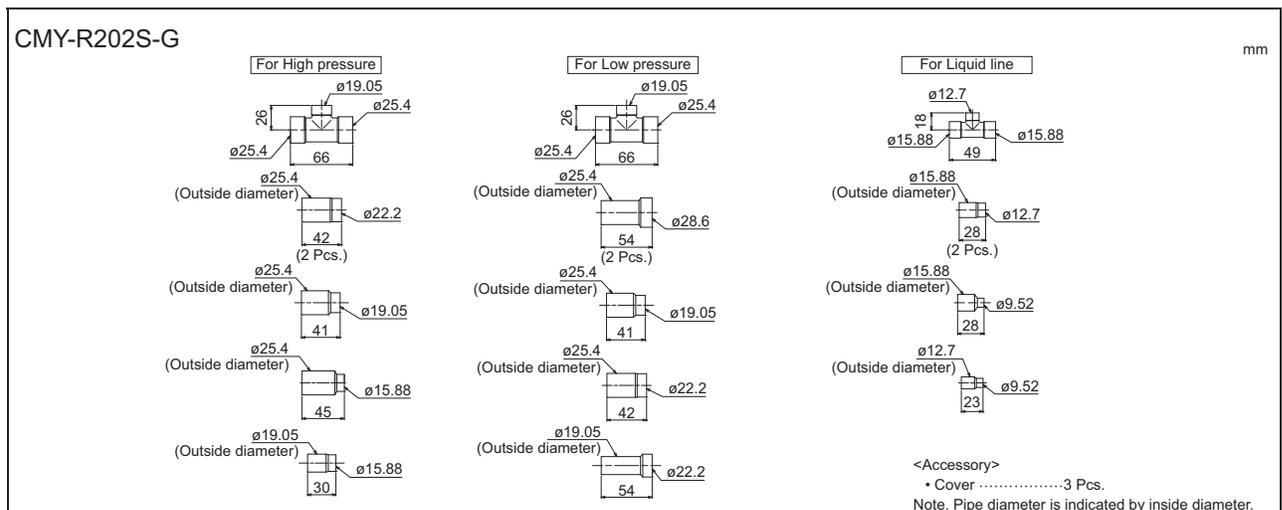 CMY-R202S-G
mm
For High pressure
ø19.05
ø25.4
26
ø25.4
66
ø25.4
(Outside diameter)
ø22.2
42
(2 Pcs.)
ø25.4
(Outside diameter)
ø19.05
41
ø25.4
(Outside diameter)
ø15.88
45
ø19.05
(Outside diameter)
ø15.88
30
For Low pressure
ø19.05
ø25.4
26
ø25.4
66
ø25.4
(Outside diameter)
ø28.6
54
(2 Pcs.)
ø25.4
(Outside diameter)
ø19.05
41
ø25.4
(Outside diameter)
ø22.2
42
ø19.05
(Outside diameter)
ø22.2
54
For Liquid line
ø12.7
18
ø15.88
ø15.88
49
ø15.88
(Outside diameter)
ø12.7
28
(2 Pcs.)
ø15.88
(Outside diameter)
ø9.52
28
ø12.7
(Outside diameter)
ø9.52
23
<Accessory>
• Cover ················3 Pcs.
Note. Pipe diameter is indicated by inside diameter.